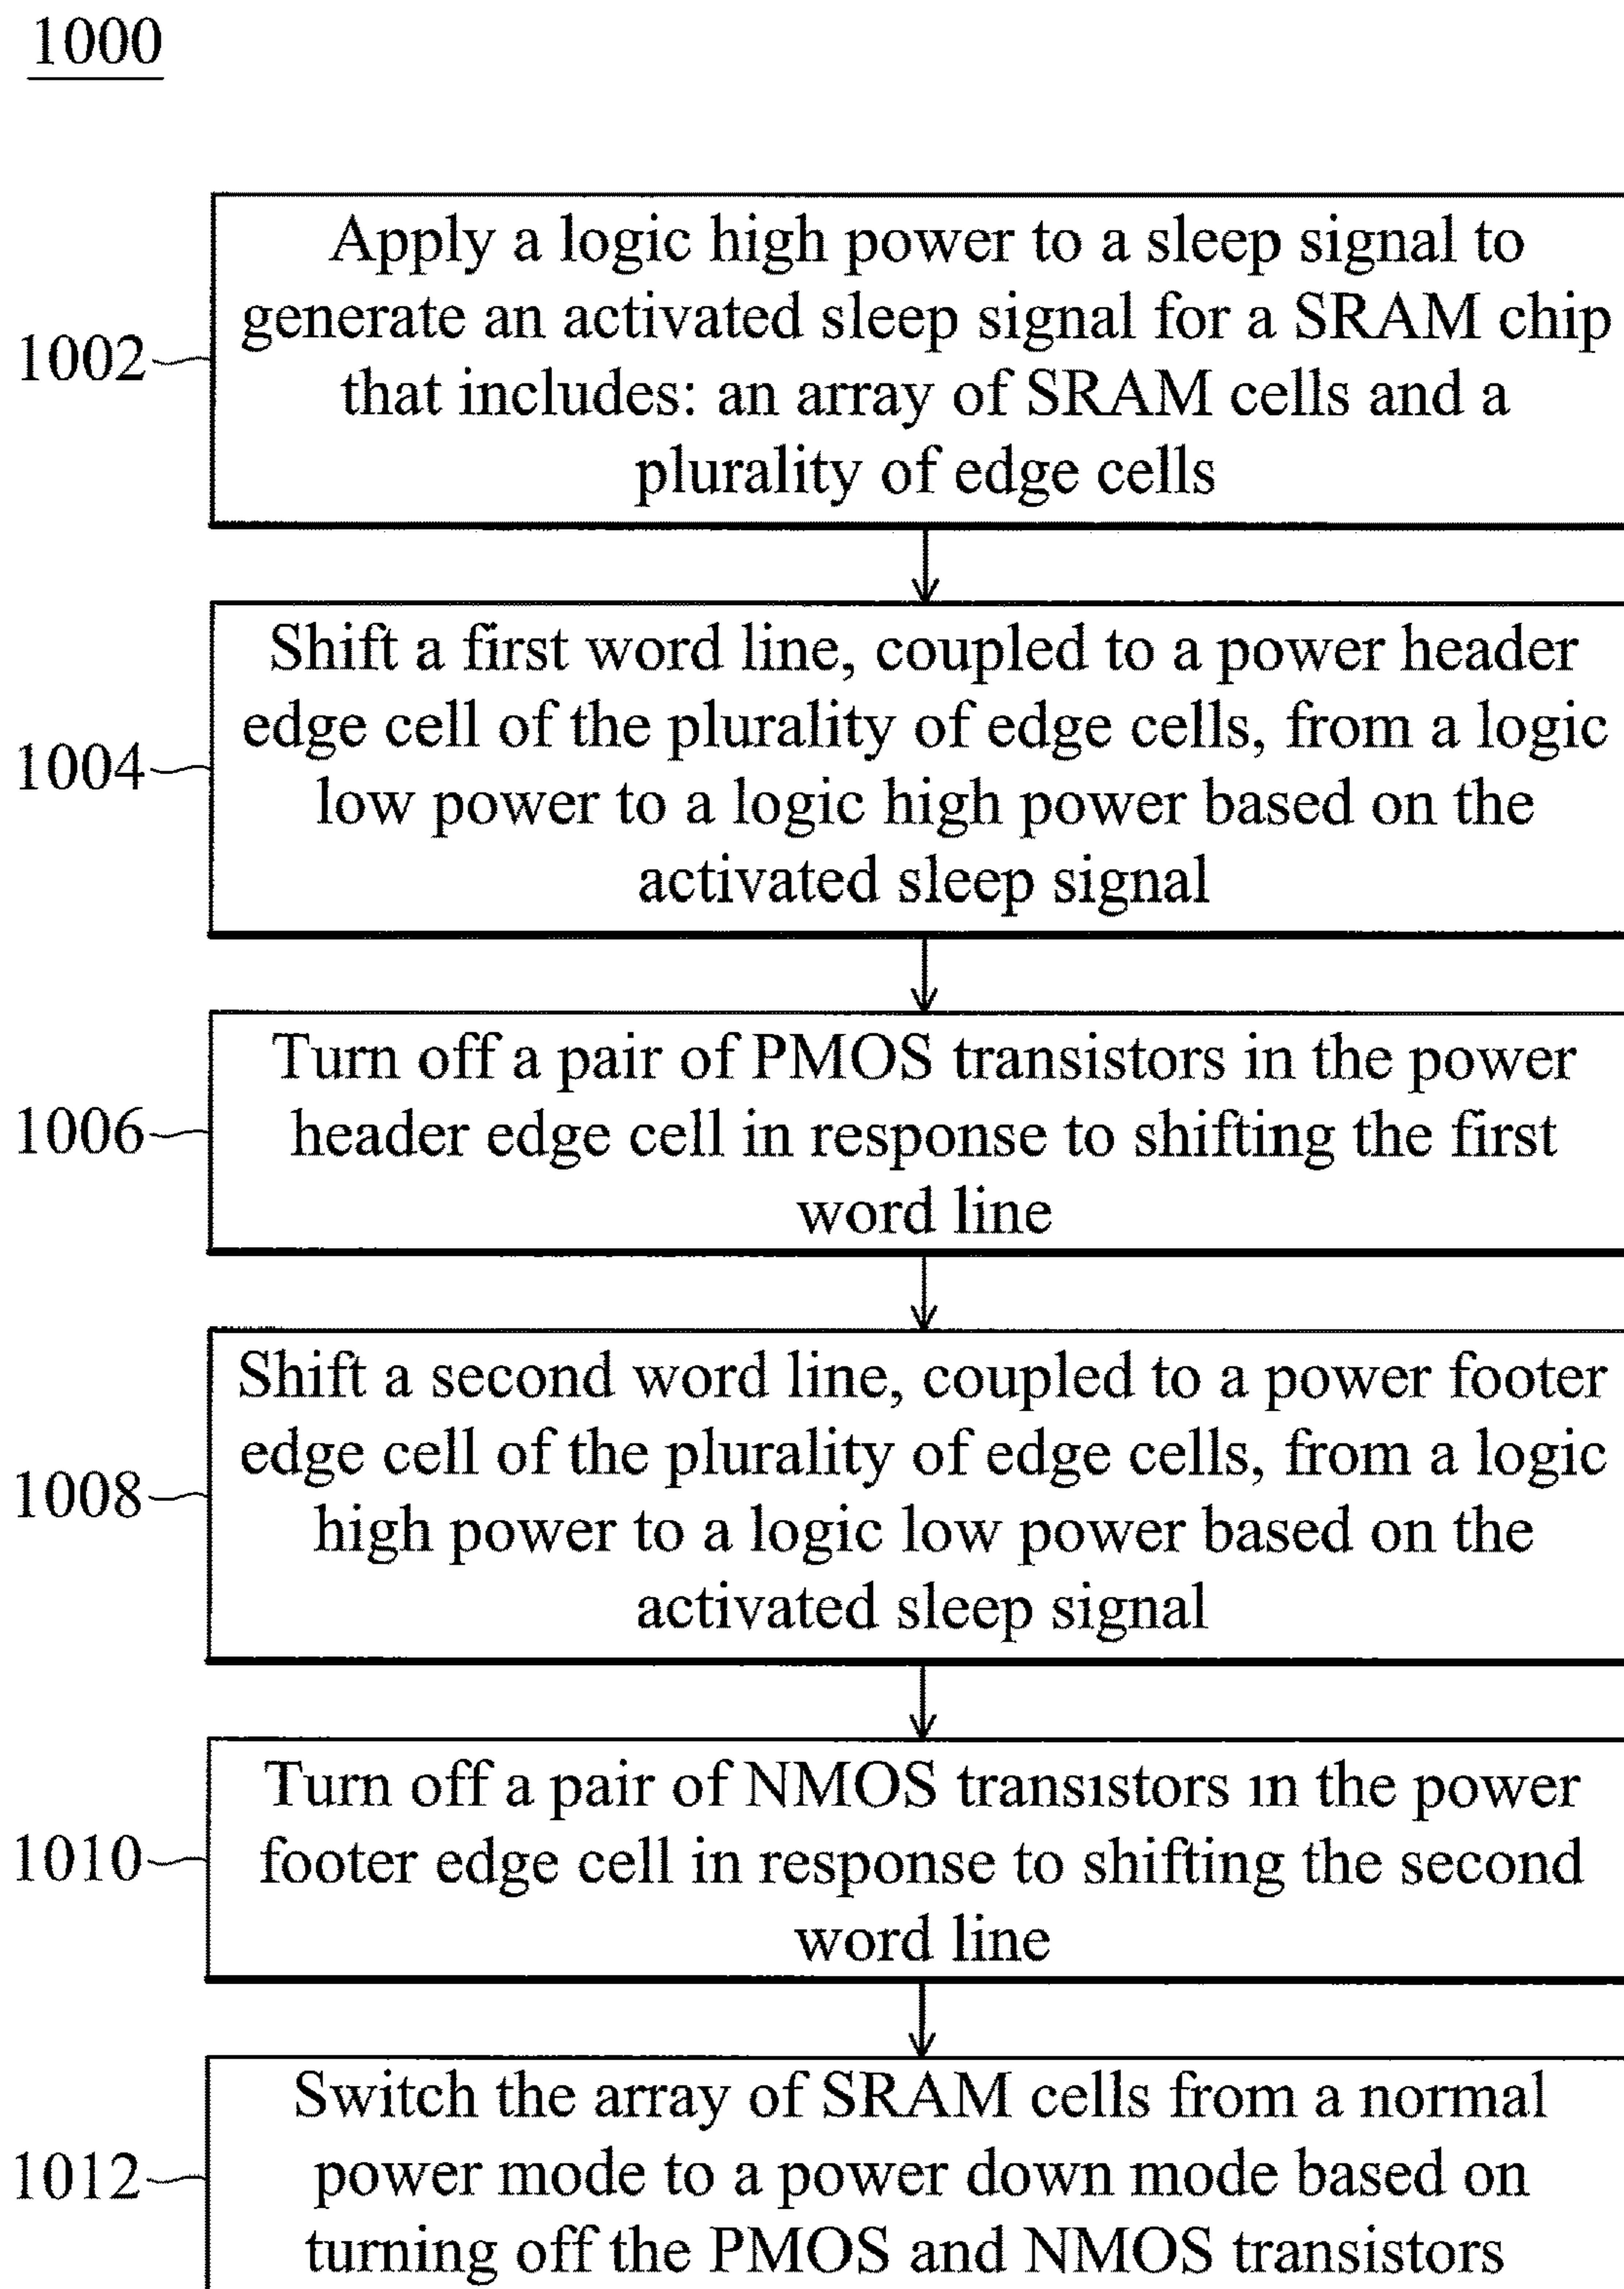 1000
Apply a logic high power to a sleep signal to
generate an activated sleep signal for a SRAM chip
1002
that includes: an array of SRAM cells and a
plurality of edge cells
Shift a first word line, coupled to a power header
edge cell of the plurality of edge cells, from a logic
1004
low power to a logic high power based on the
activated sleep signal
Turn off a pair of PMOS transistors in the power
1006
header edge cell in response to shifting the first
word line
Shift a second word line, coupled to a power footer
edge cell of the plurality of edge cells, from a logic
1008
high power to a logic low power based on the
activated sleep signal
Turn off a pair of NMOS transistors in the power
1010
footer edge cell in response to shifting the second
word line
Switch the array of SRAM cells from a normal
1012
power mode to a power down mode based on
turning off the PMOS and NMOS transistors